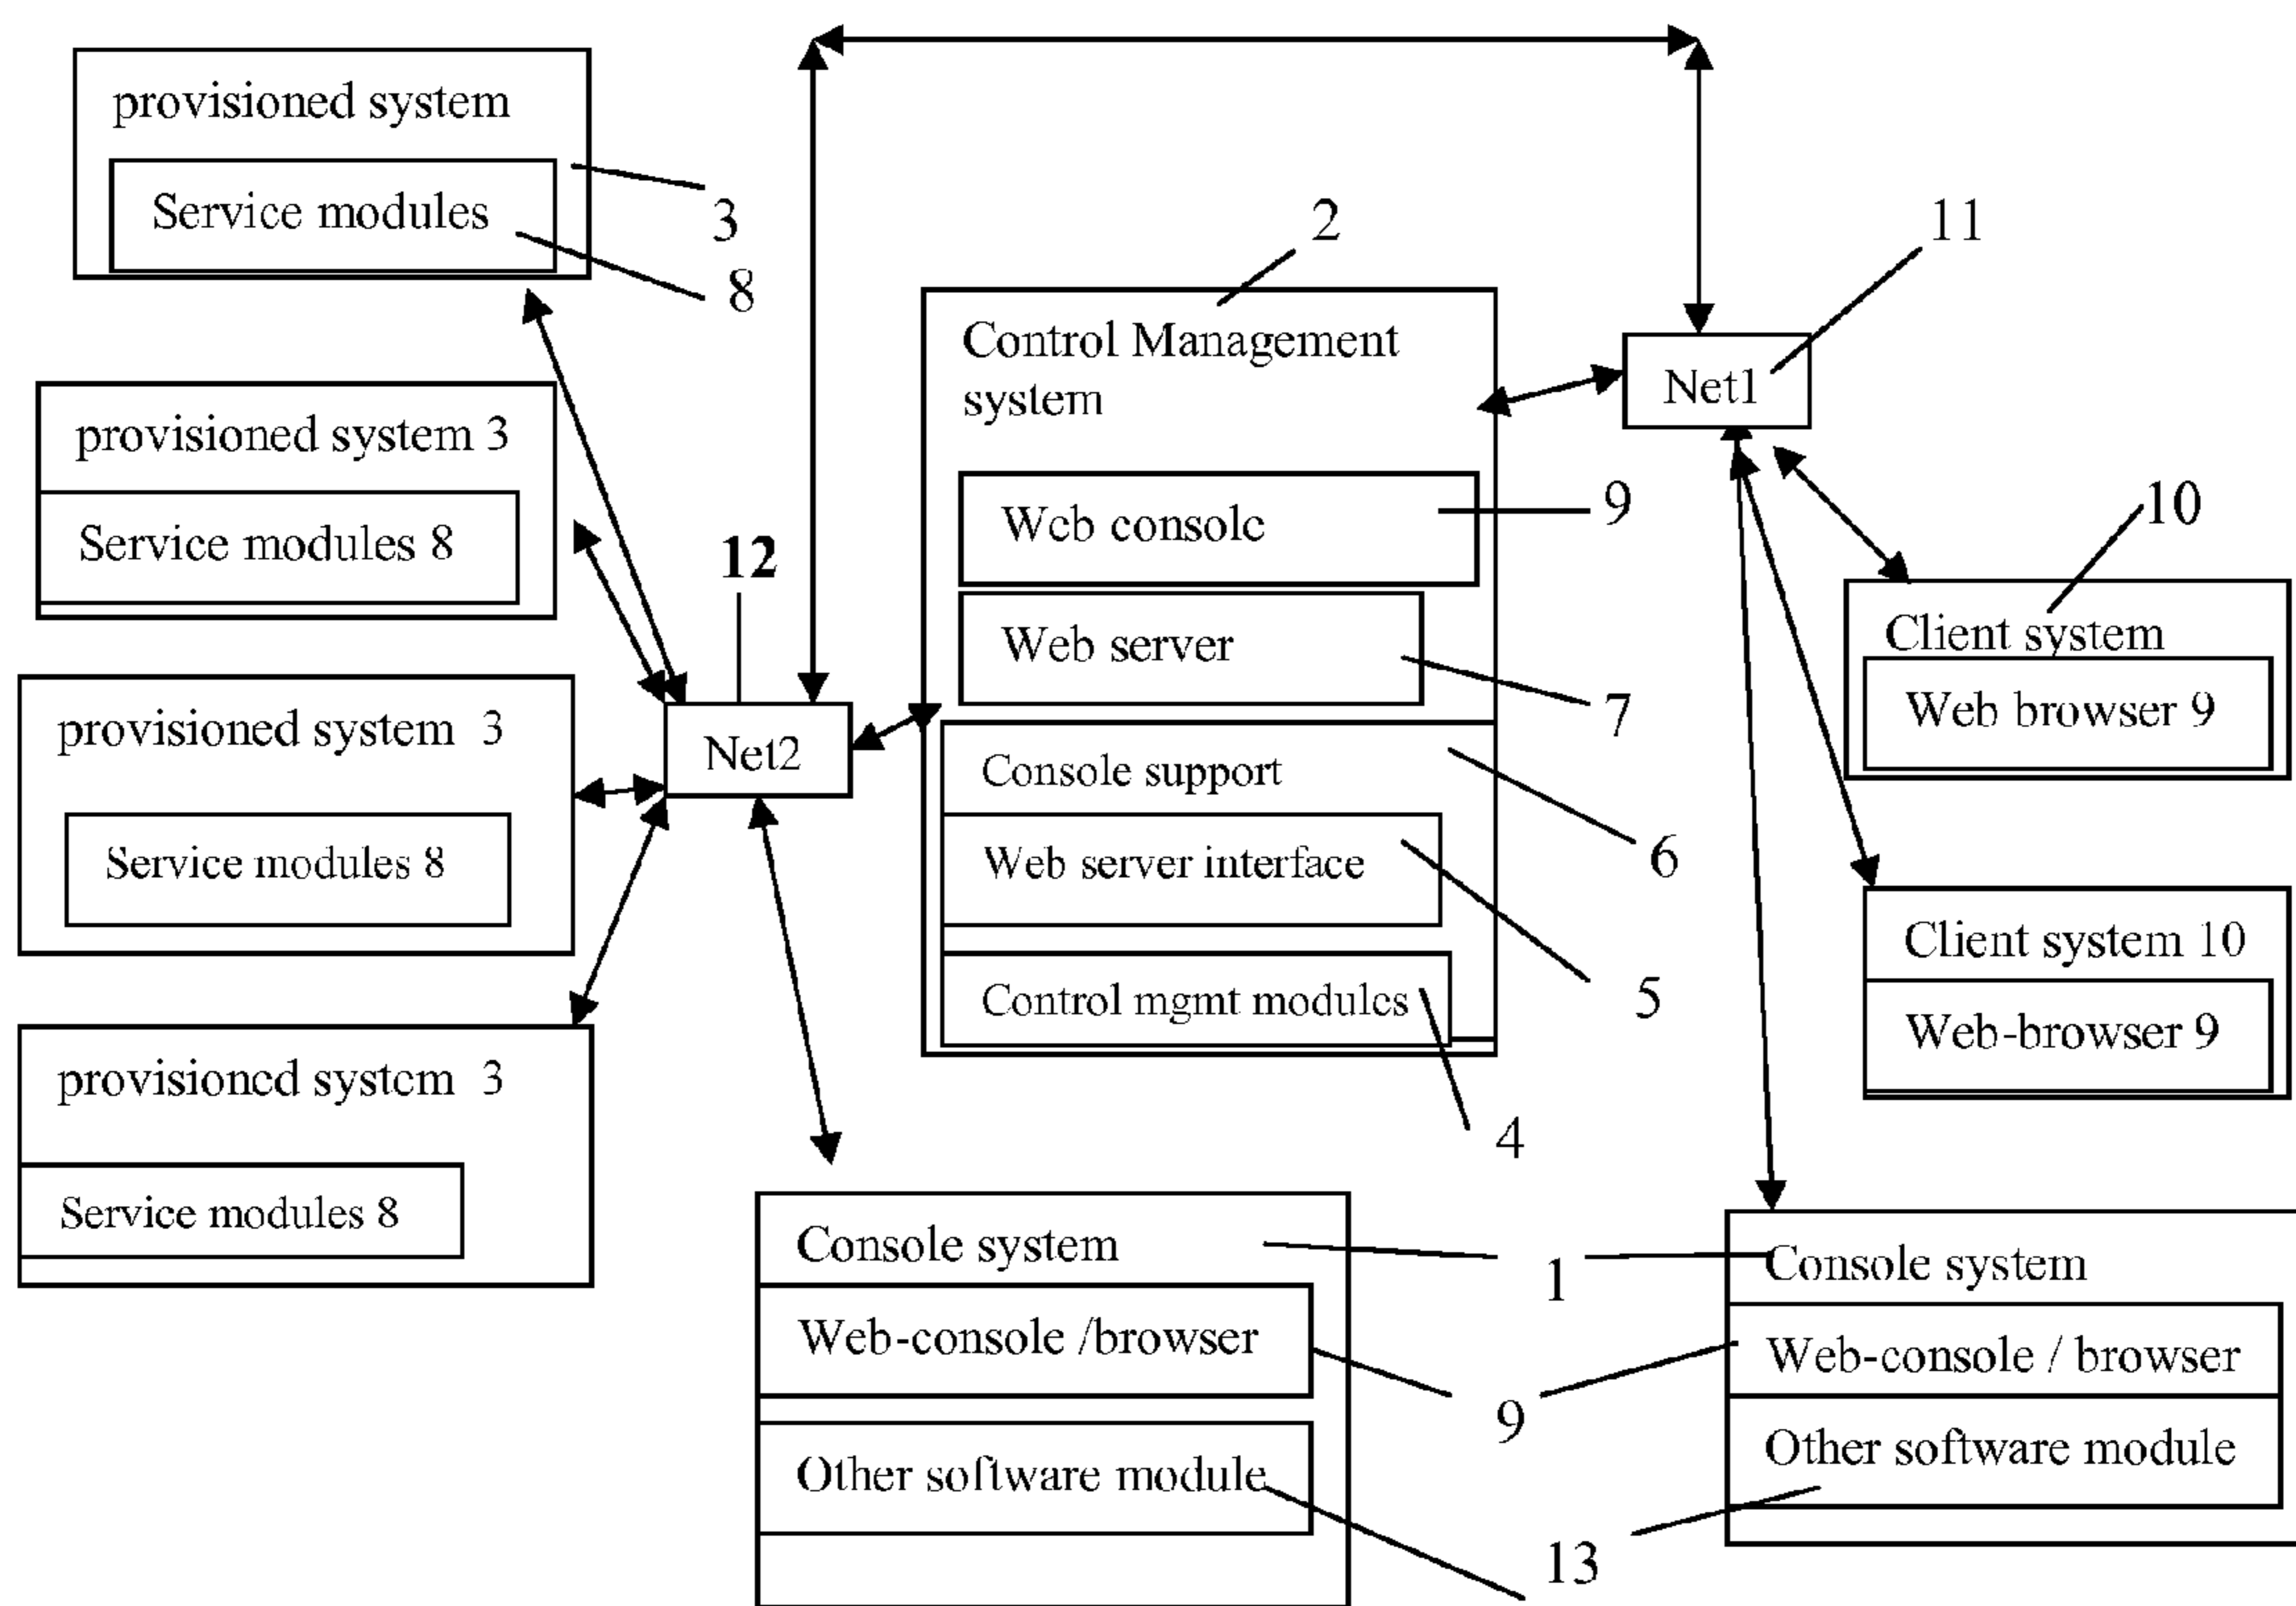 provisioned system
Service modules
3
8
provisioned system 3
Service modules 8
provisioned system 3
Service modules 8
provisioned system 3
Service modules 8
12
Net2
2
Control Management
system
Web console
9
Web server
7
Console support
6
Web server interface
5
Control mgmt modules
4
11
Net1
10
Client system
Web browser 9
Client system 10
Web-browser 9
Console system
1
Web-console /browser
9
Other software module
13
Console system
Web-console / browser
Other software module